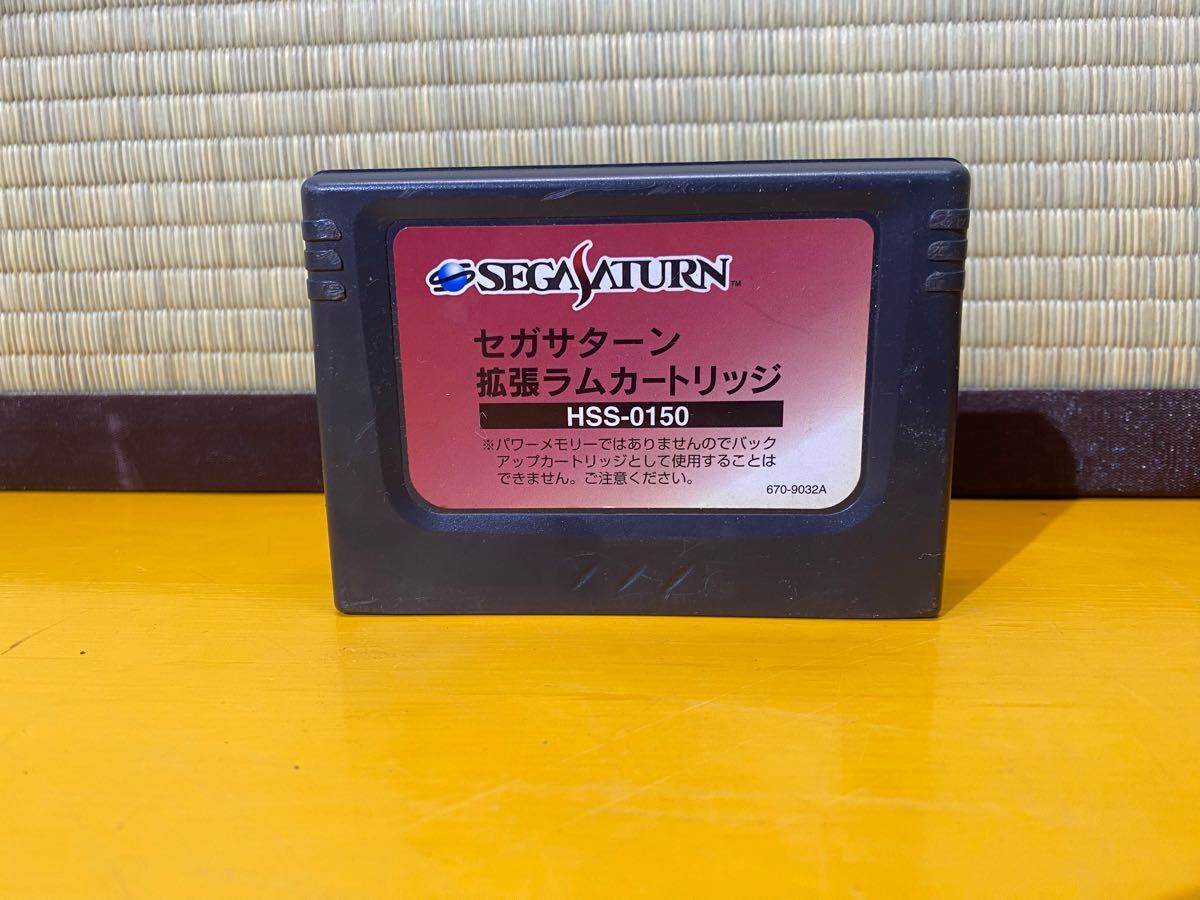 SEGASATURN™
セガサターン
拡張ラムカートリッジ
HSS-0150
※パワーメモリーではありませんのでバック
アップカートリッジとして使用することは
できません。ご注意ください。
670-9032A